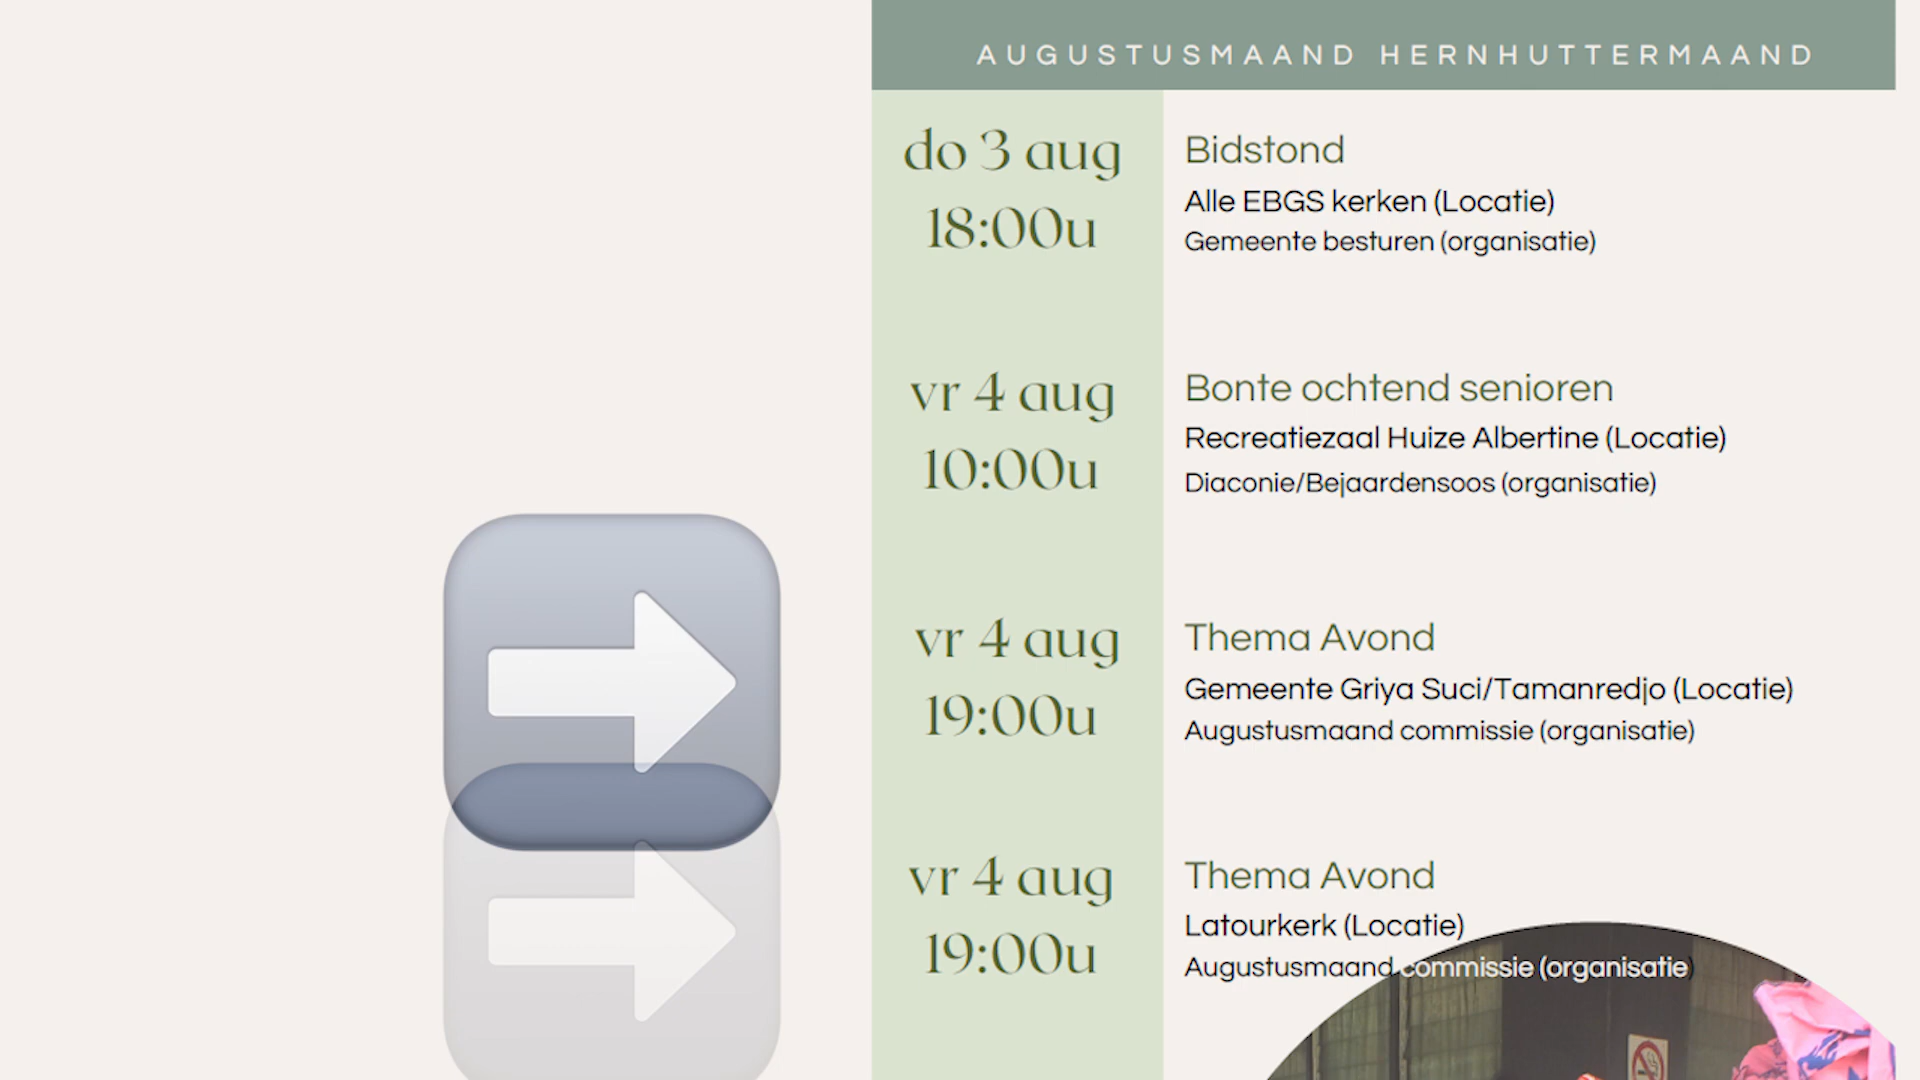 AUGUSTUSMAAND HERNHUTTERMAAND
do 3 aug
18:00u
Bidstond
Alle EBGS kerken (Locatie)
Gemeente besturen (organisatie)
vr 4 aug
10:00u
Bonte ochtend senioren
Recreatiezaal Huize Albertine (Locatie)
Diaconie/Bejaardensoos (organisatie)
vr 4 aug
19:00u
Thema Avond
Gemeente Griya Suci/Tamanredjo (Locatie)
Augustusmaand commissie (organisatie)
vr 4 aug
19:00u
Thema Avond
Latourkerk (Locatie)
Augustusmaand commissie (organisatie)